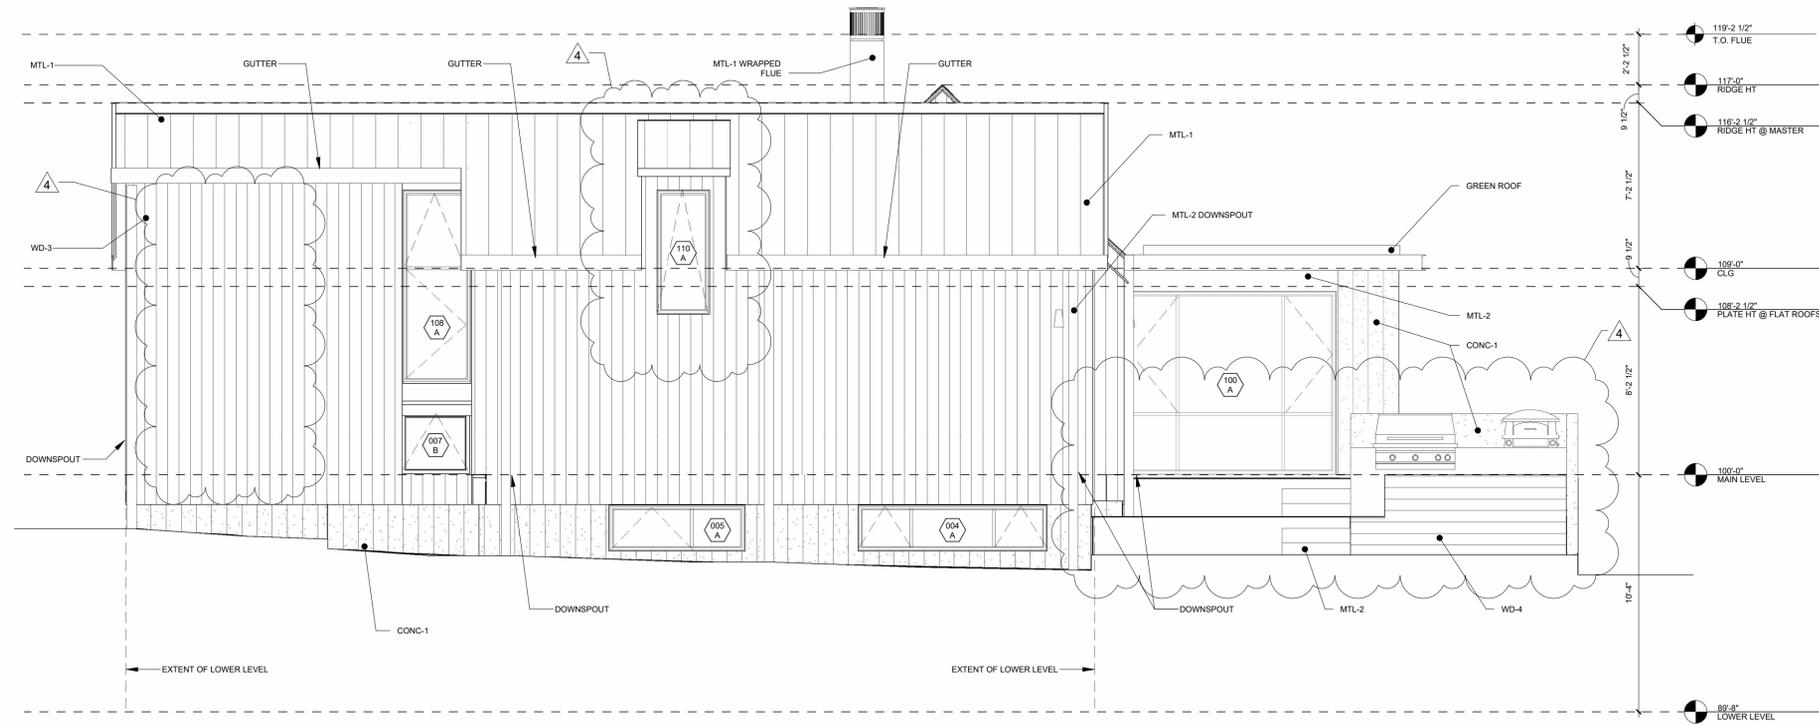 119'-2 1/2"
T.O. FLUE
4
MTL-1
GUTTER
GUTTER
MTL-1 WRAPPED
FLUE
GUTTER
2'-2 1/2"
117'-0"
RIDGE HT
9 1/2"
116'-2 1/2"
RIDGE HT @ MASTER
MTL-1
4
GREEN ROOF
7'-2 1/2"
MTL-2 DOWNSPOUT
WD-3
110
A
9 1/2"
109'-0"
CLG
108'-2 1/2"
PLATE HT @ FLAT ROOFS
MTL-2
108
A
4
CONC-1
100
A
8'-2 1/2"
007
B
DOWNSPOUT
100'-0"
MAIN LEVEL
005
A
004
A
10'-4"
DOWNSPOUT
DOWNSPOUT
MTL-2
WD-4
CONC-1
EXTENT OF LOWER LEVEL
EXTENT OF LOWER LEVEL
89'-8"
LOWER LEVEL